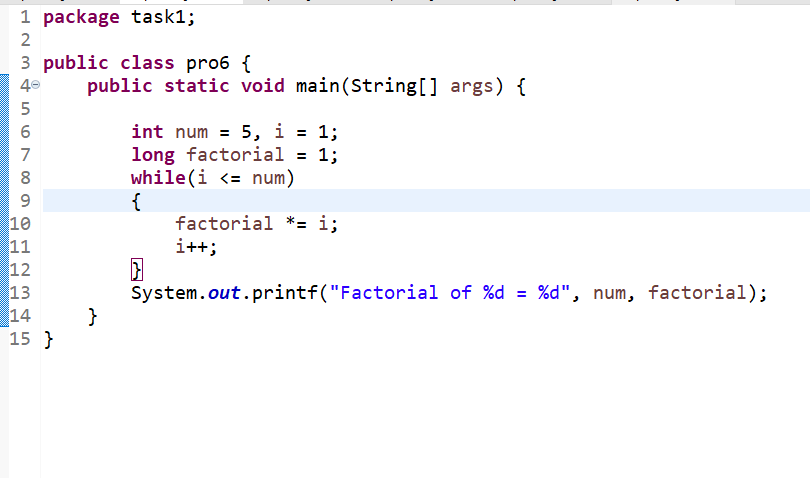 1 package task1;
2
3 public class pro6 {
4 public static void main(String[] args) {
5
6 int num = 5, i = 1;
7 long factorial = 1;
8 while(i <= num)
9 {
10 factorial *= i;
11 i++;
12 }
13 System.out.printf("Factorial of %d = %d", num, factorial);
14 }
15 }